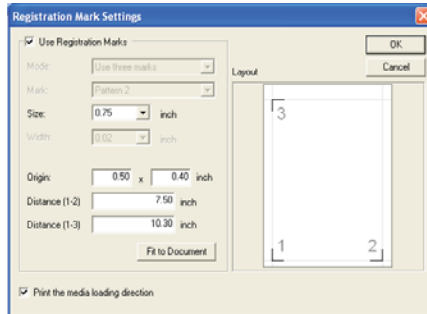 Registration Mark Settings
Use Registration Marks
Mode: Use three marks
Mark: Pattern 2
Size: 0.75 inch
Width: 0.02 inch
Origin: 0.50 x 0.40 inch
Distance (1-2) 7.50 inch
Distance (1-3) 10.30 inch
Fit to Document
Print the media loading direction
OK
Cancel
Layout
3
1 2